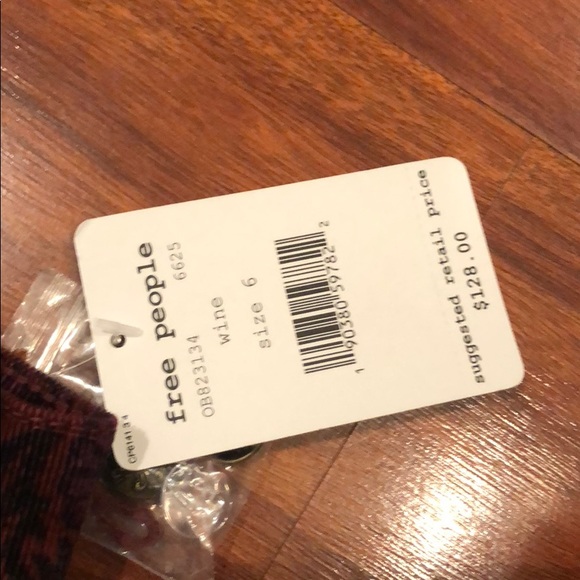 free people
OB823134 6625
wine
size 6
1 90380 59782 2
suggested retail price
$128.00